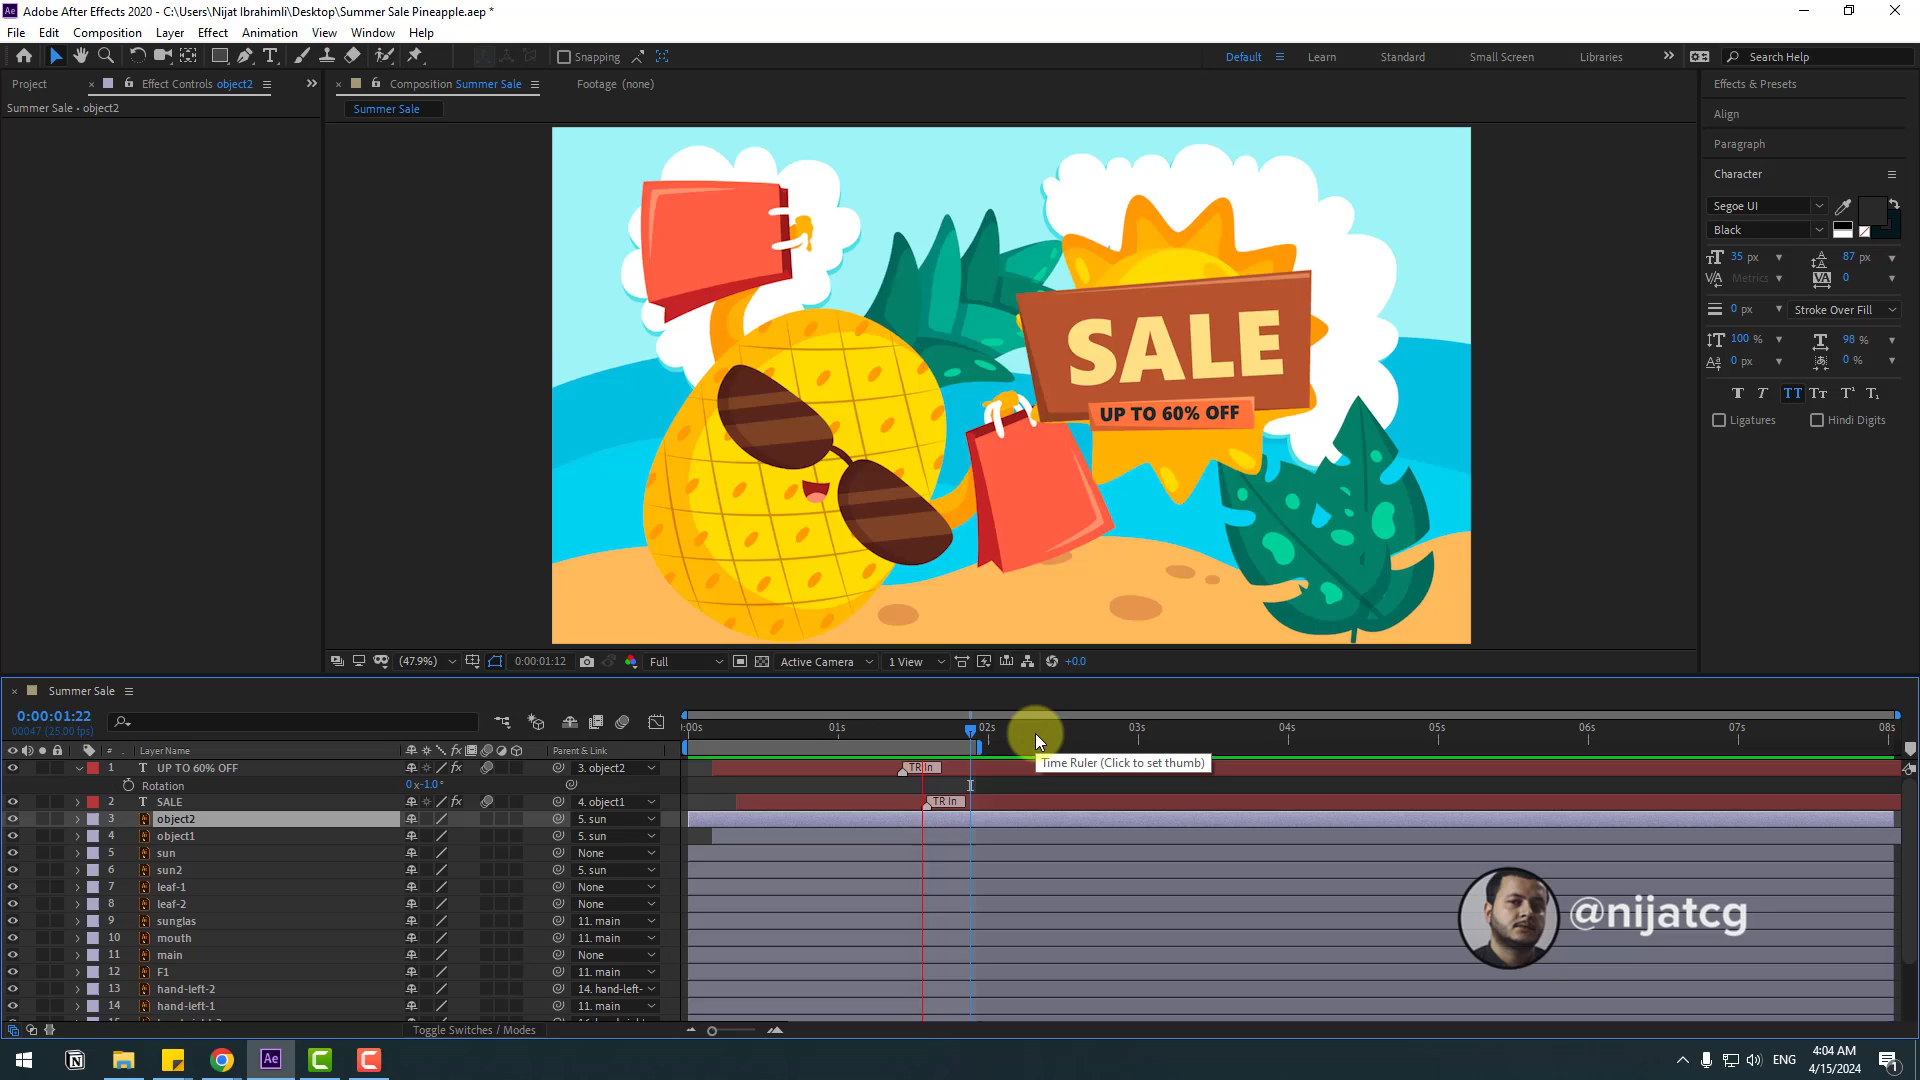 Adobe After Effects 2020 - C:\Users\Nijat Ibrahimli\Desktop\Summer Sale Pineapple.aep *
File Edit Composition Layer Effect Animation View Window Help
Snapping Default Learn Standard Small Screen Libraries Search Help
Project Effect Controls object2 Composition Summer Sale Footage (none)
Summer Sale • object2
Summer Sale
Effects & Presets
Align
Paragraph
Character
Segoe UI
Black
35 px 87 px
Metrics 0
0 px Stroke Over Fill
100 % 98 %
0 px 0 %
Ligatures Hindi Digits
SALE
UP TO 60% OFF
(47.9%) 0:00:01:12 Full Active Camera 1 View +0.0
Summer Sale
0:00:01:22
00047 (25.00 fps)
:00s 01s 02s 03s 04s 05s 06s 07s 08s
# Layer Name Parent & Link
Time Ruler (Click to set thumb)
1 T UP TO 60% OFF 3. object2 TR In
Rotation 0x-1.0°
2 T SALE 4. object1 TR In
3 object2 5. sun
4 object1 5. sun
5 sun None
6 sun2 5. sun
7 leaf-1 None
8 leaf-2 None
9 sunglas 11. main
10 mouth 11. main
11 main None
12 F1 11. main
13 hand-left-2 14. hand-left-
14 hand-left-1 11. main
@nijatcg
Toggle Switches / Modes
ENG 4:04 AM
4/15/2024
1